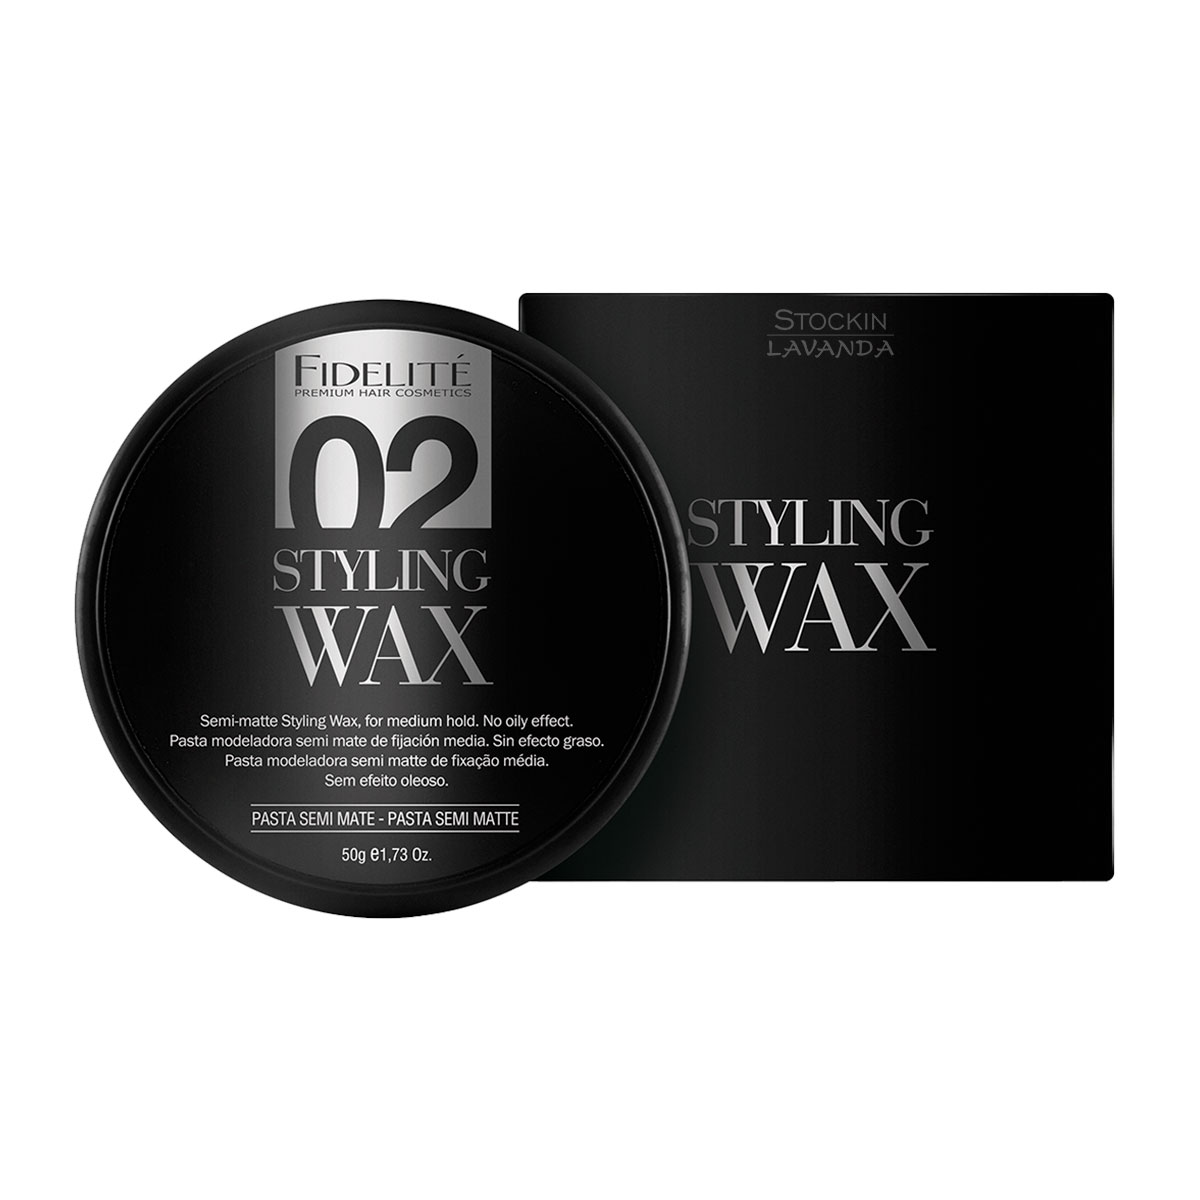 FIDELITÉ
PREMIUM HAIR COSMETICS
02
STYLING
WAX
Semi-matte Styling Wax, for medium hold. No oily effect.
Pasta modeladora semi mate de fijación media. Sin efecto graso.
Pasta modeladora semi matte de fixação média.
Sem efeito oleoso.
PASTA SEMI MATE - PASTA SEMI MATTE
50g e1,73 Oz.
STOCKIN
LAVANDA
STYLING
WAX